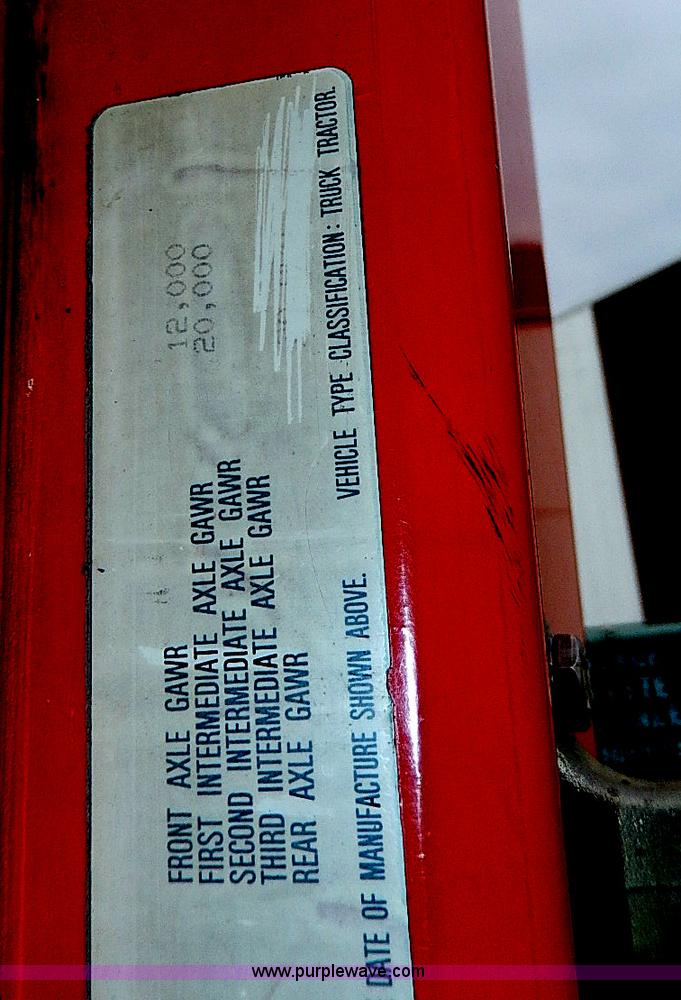 FRONT AXLE GAWR 12,000
FIRST INTERMEDIATE AXLE GAWR 20,000
SECOND INTERMEDIATE AXLE GAWR
THIRD INTERMEDIATE AXLE GAWR
REAR AXLE GAWR
DATE OF MANUFACTURE SHOWN ABOVE. VEHICLE TYPE CLASSIFICATION: TRUCK TRACTOR.
www.purplewave.com